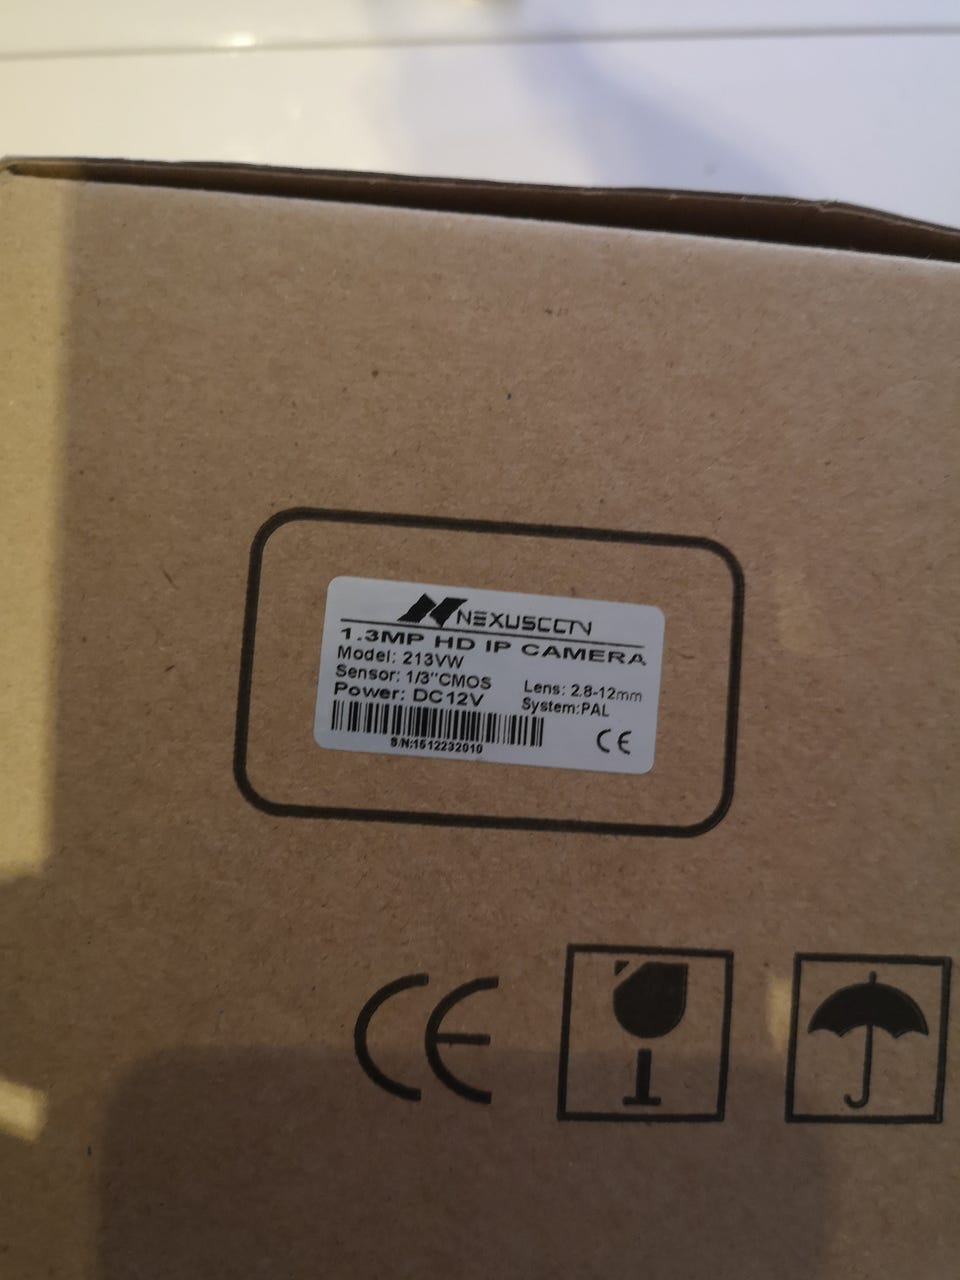 NEXUSCCTV
1.3MP HD IP CAMERA
Model: 213VW
Sensor: 1/3"CMOS
Lens: 2.8-12mm
Power: DC12V
System:PAL
S/N:1512232010
CE
CE